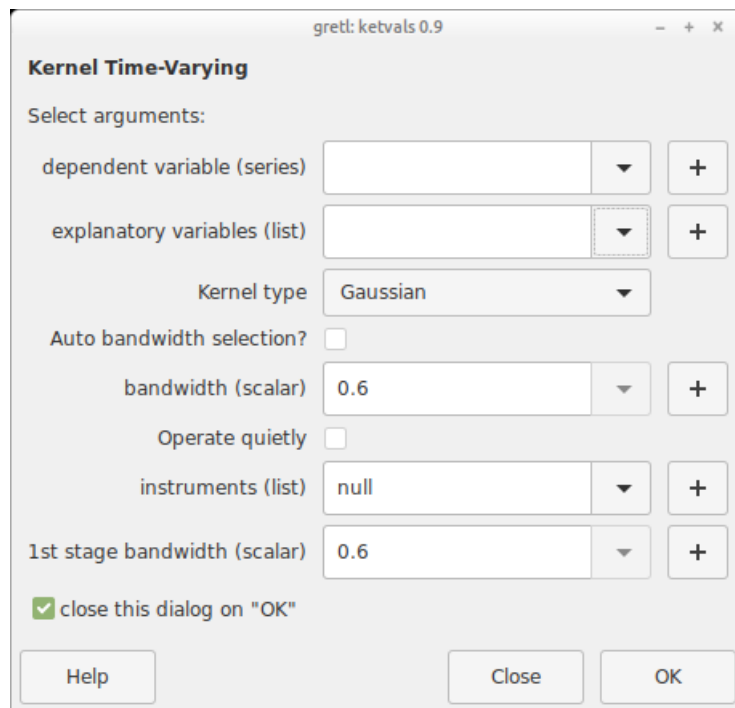 gretl: ketvals 0.9
Kernel Time-Varying
Select arguments:
dependent variable (series)
explanatory variables (list)
Kernel type Gaussian
Auto bandwidth selection?
bandwidth (scalar) 0.6
Operate quietly
instruments (list) null
1st stage bandwidth (scalar) 0.6
close this dialog on "OK"
Help Close OK